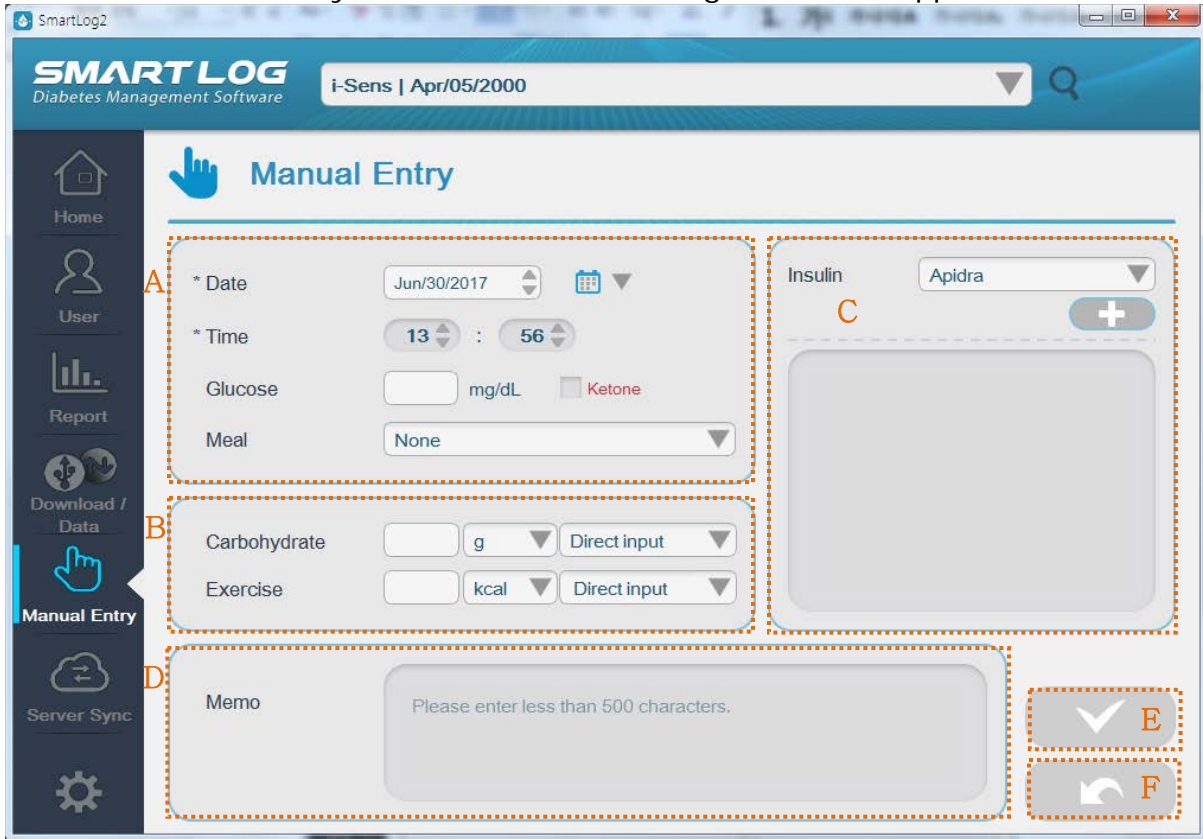 SmartLog2
SMART LOG
Diabetes Management Software
i-Sens | Apr/05/2000
Manual Entry
Home
User
Report
Download /
Data
Manual Entry
Server Sync
A
* Date Jun/30/2017
* Time 13 : 56
Glucose mg/dL Ketone
Meal None
B
Carbohydrate g Direct input
Exercise kcal Direct input
Insulin Apidra
C
D
Memo Please enter less than 500 characters.
E
F